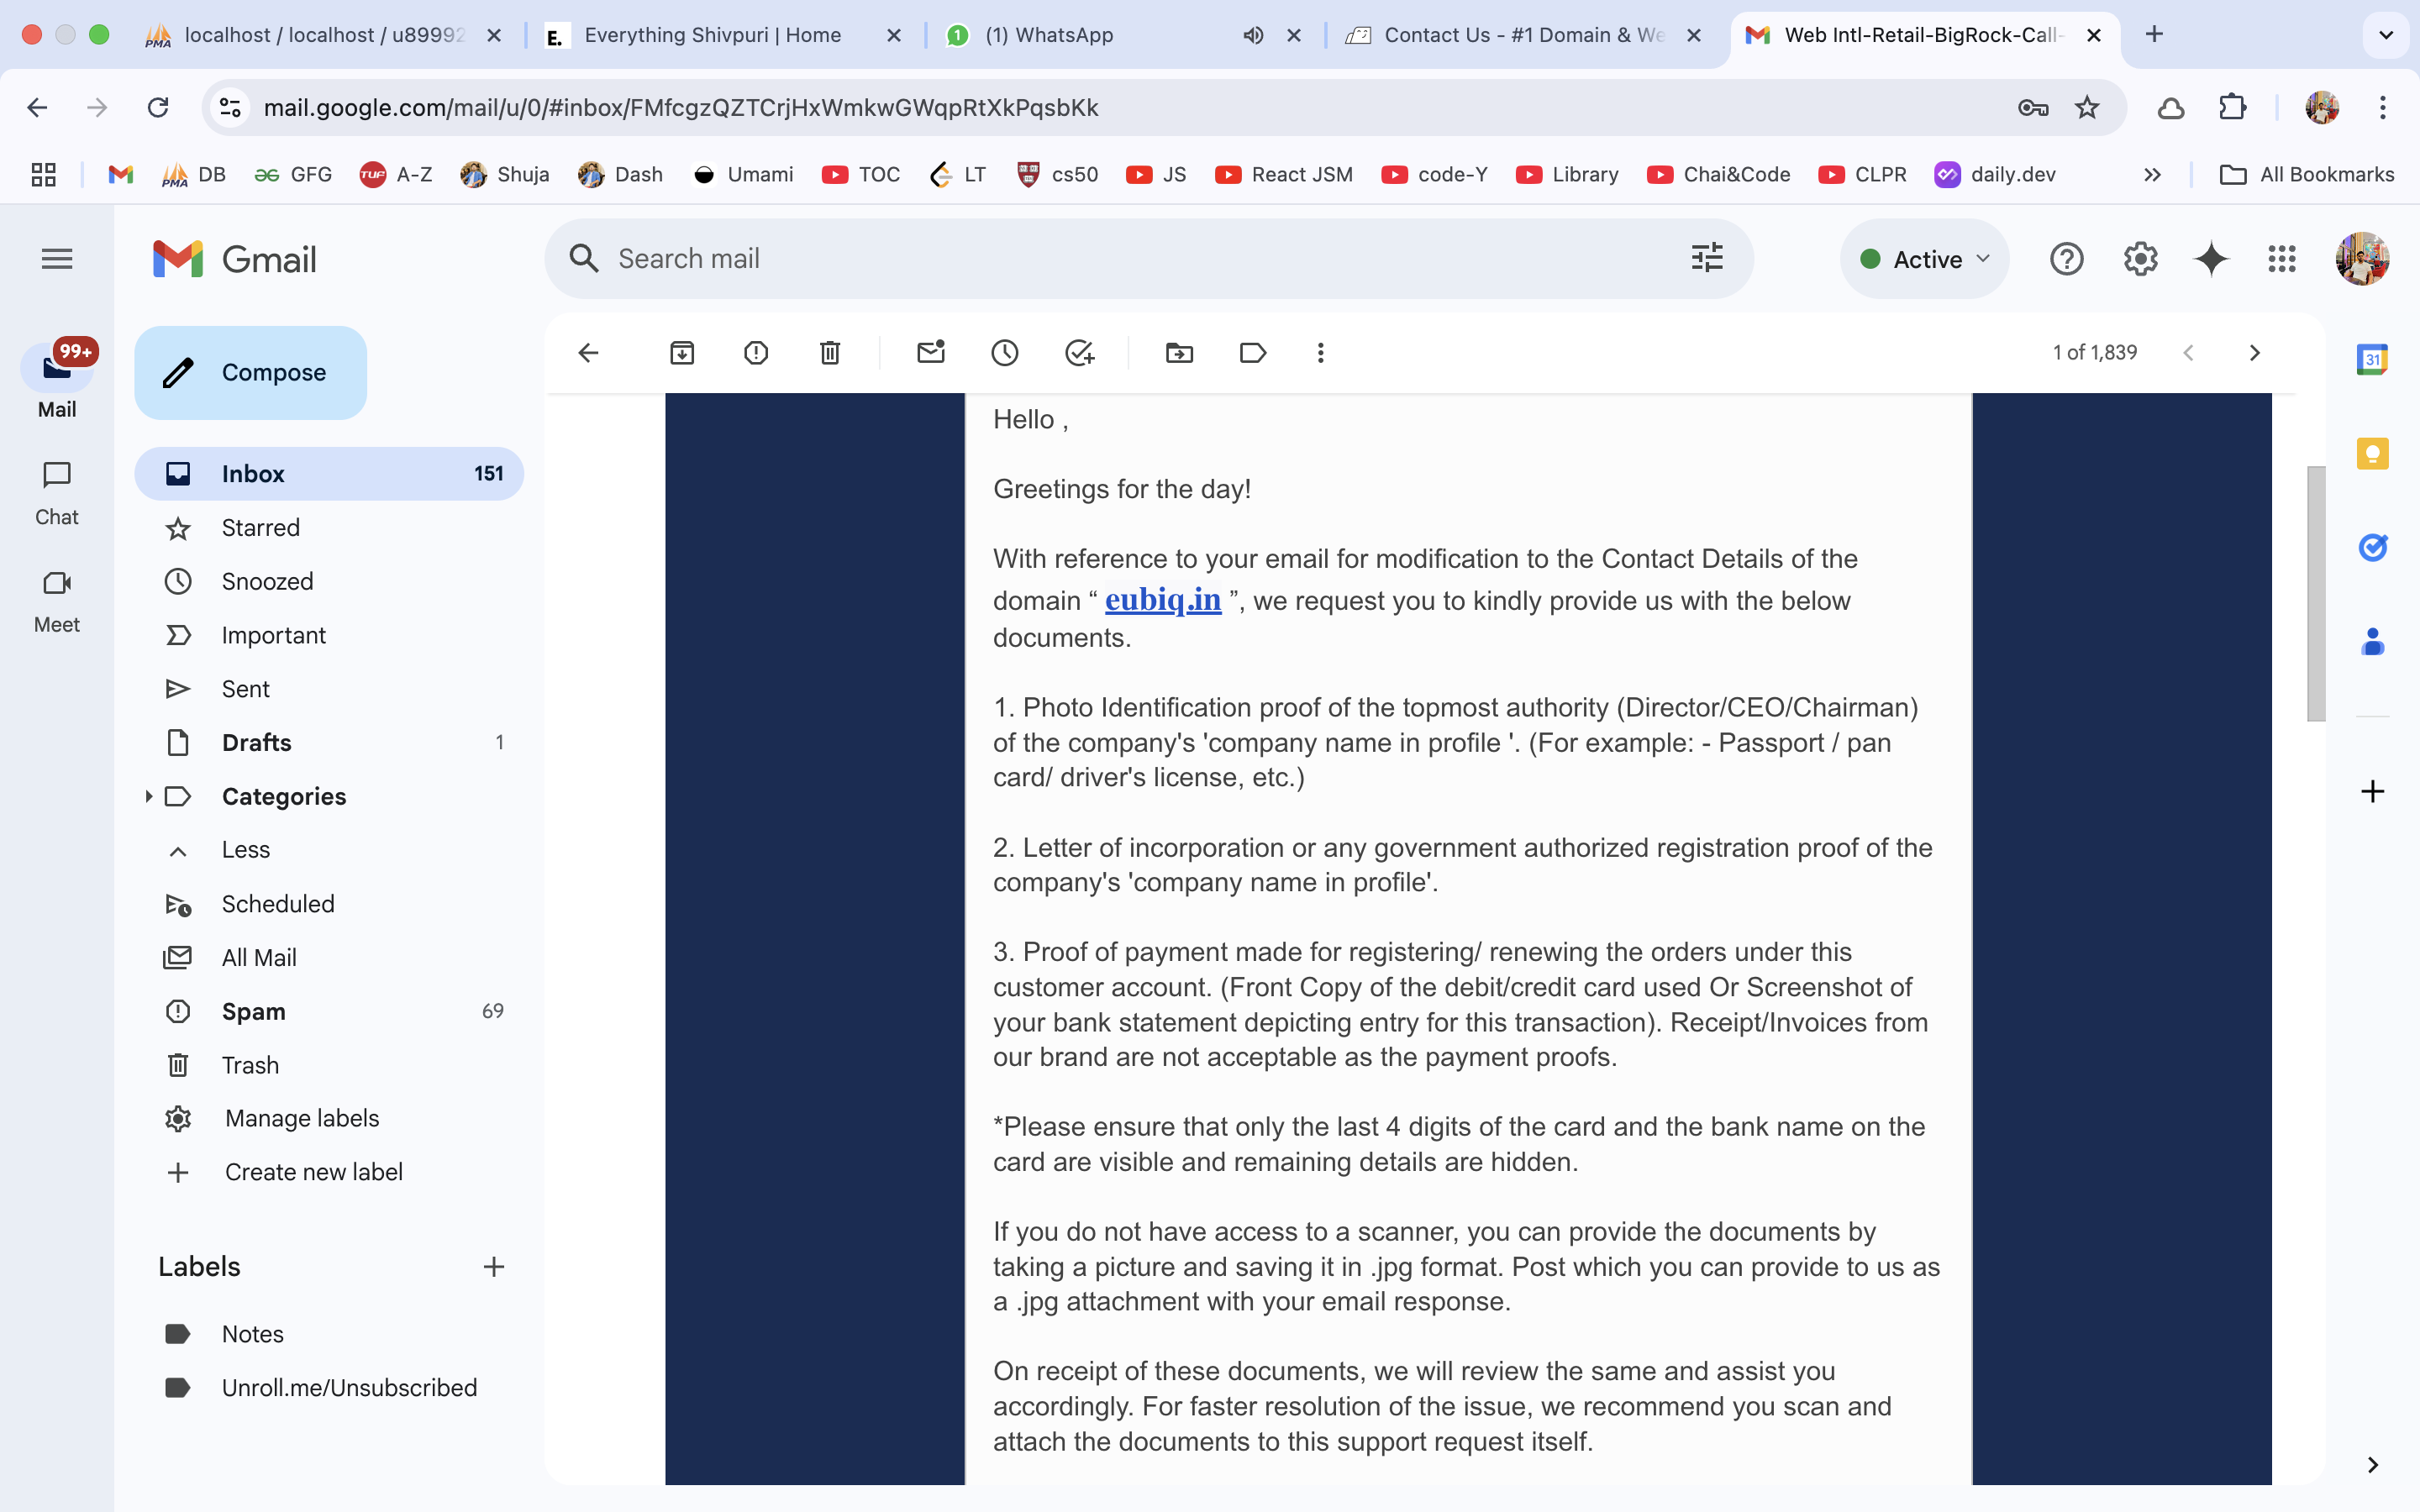 localhost / localhost / u89992
Everything Shivpuri | Home
(1) WhatsApp
Contact Us - #1 Domain & We
Web Intl-Retail-BigRock-Call-
mail.google.com/mail/u/0/#inbox/FMfcgzQZTCrjHxWmkwGWqpRtXkPqsbKk
DB GFG A-Z Shuja Dash Umami TOC LT cs50 JS React JSM code-Y Library Chai&Code CLPR daily.dev All Bookmarks
Gmail
Search mail
Active
99+
Mail
Chat
Meet
Compose
Inbox 151
Starred
Snoozed
Important
Sent
Drafts 1
Categories
Less
Scheduled
All Mail
Spam 69
Trash
Manage labels
Create new label
Labels
Notes
Unroll.me/Unsubscribed
1 of 1,839
Hello ,
Greetings for the day!
With reference to your email for modification to the Contact Details of the
domain “ eubiq.in ”, we request you to kindly provide us with the below
documents.
1. Photo Identification proof of the topmost authority (Director/CEO/Chairman)
of the company's 'company name in profile '. (For example: - Passport / pan
card/ driver's license, etc.)
2. Letter of incorporation or any government authorized registration proof of the
company's 'company name in profile'.
3. Proof of payment made for registering/ renewing the orders under this
customer account. (Front Copy of the debit/credit card used Or Screenshot of
your bank statement depicting entry for this transaction). Receipt/Invoices from
our brand are not acceptable as the payment proofs.
*Please ensure that only the last 4 digits of the card and the bank name on the
card are visible and remaining details are hidden.
If you do not have access to a scanner, you can provide the documents by
taking a picture and saving it in .jpg format. Post which you can provide to us as
a .jpg attachment with your email response.
On receipt of these documents, we will review the same and assist you
accordingly. For faster resolution of the issue, we recommend you scan and
attach the documents to this support request itself.
PMA
E.
1
PMA
TUF
31